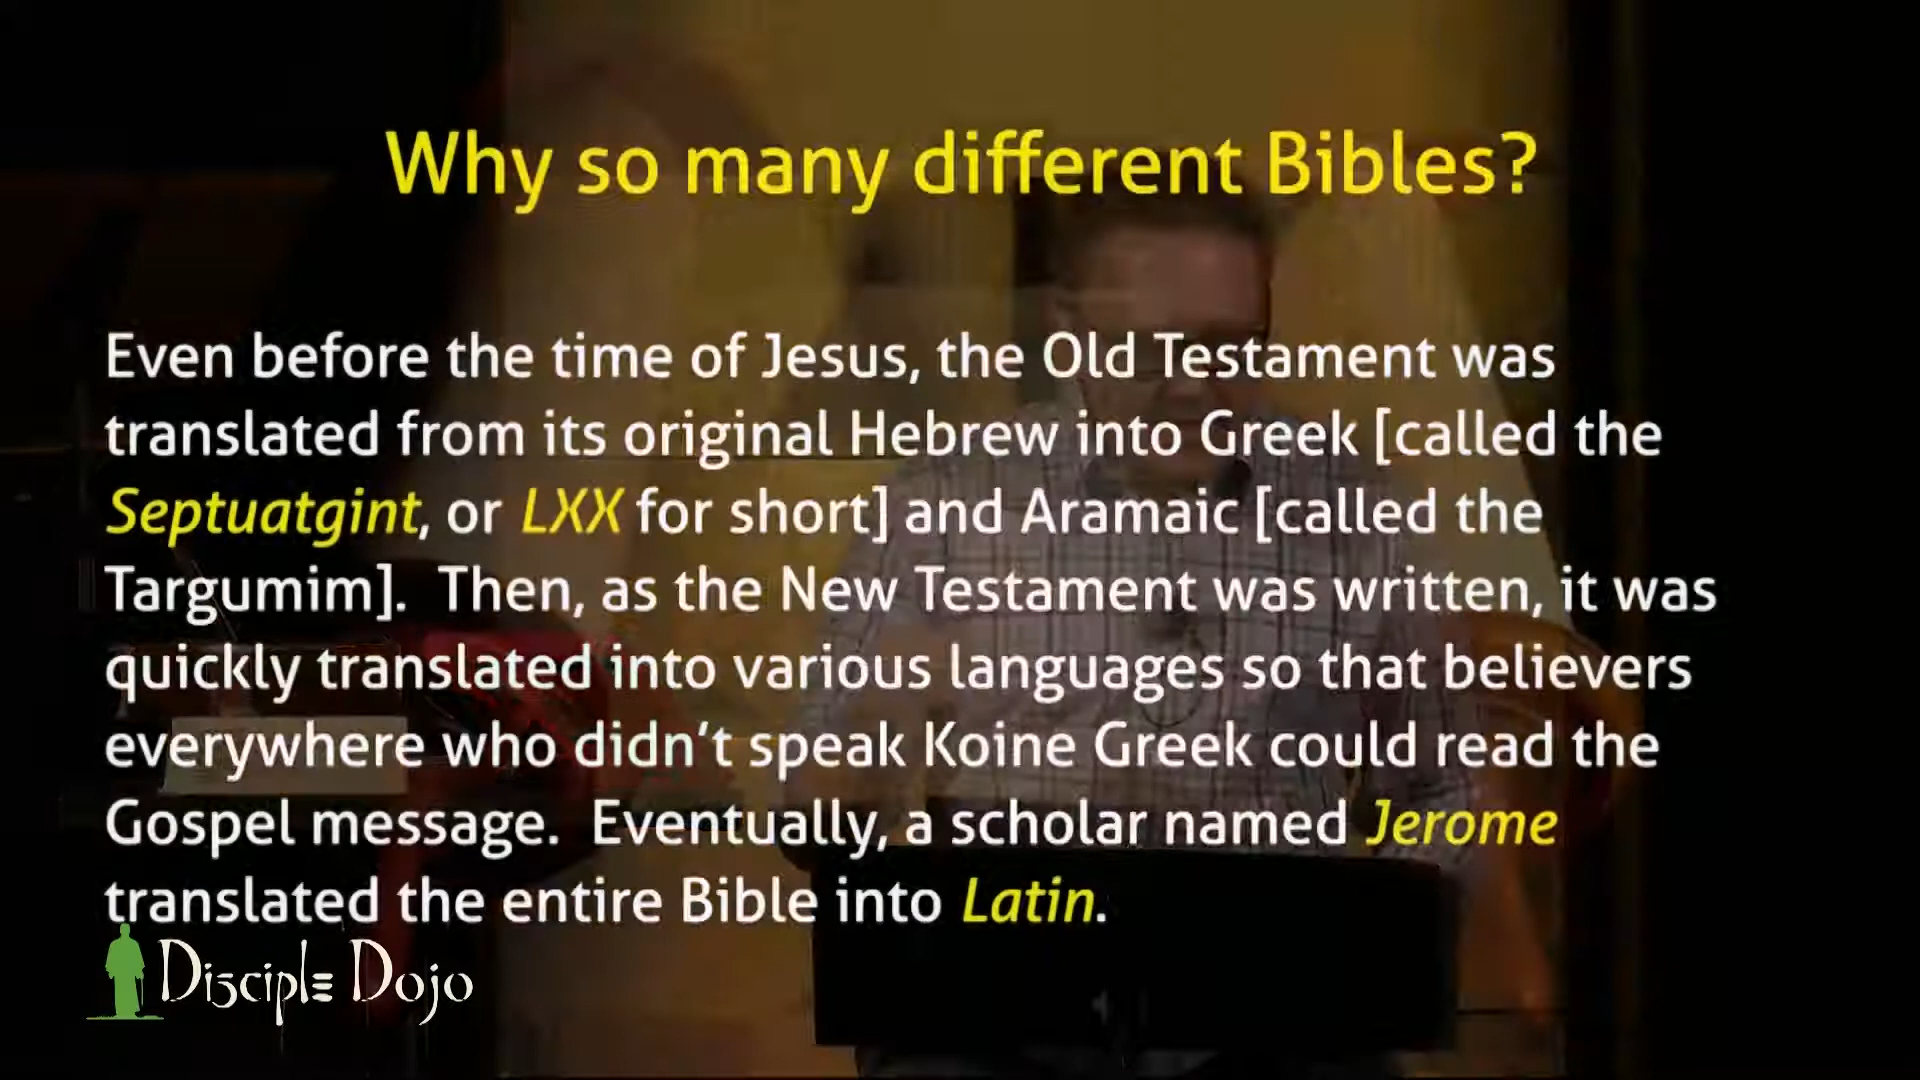 Why so many different Bibles?
Even before the time of Jesus, the Old Testament was
translated from its original Hebrew into Greek [called the
Septuatgint, or LXX for short] and Aramaic [called the
Targumim].  Then, as the New Testament was written, it was
quickly translated into various languages so that believers
everywhere who didn't speak Koine Greek could read the
Gospel message.  Eventually, a scholar named Jerome
translated the entire Bible into Latin.
Disciple Dojo